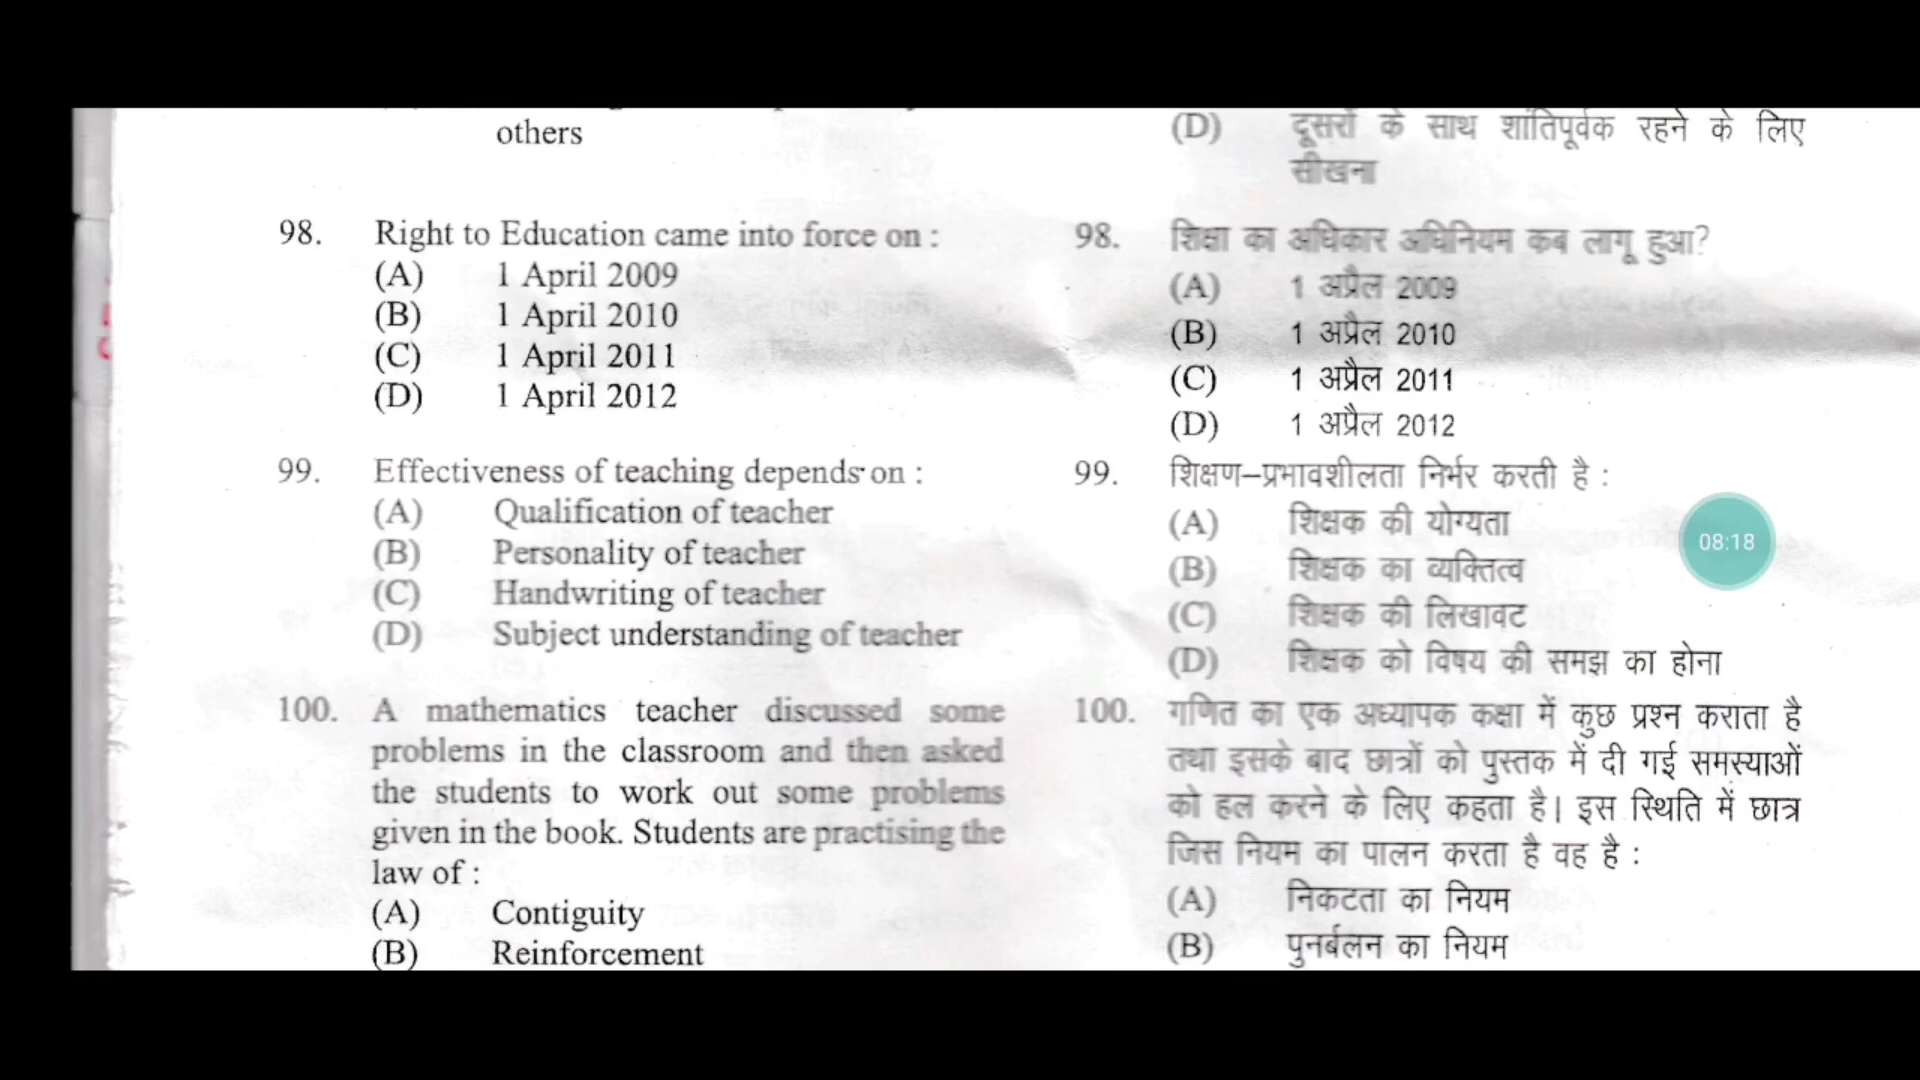 others
98. Right to Education came into force on :
(A) 1 April 2009
(B) 1 April 2010
(C) 1 April 2011
(D) 1 April 2012
99. Effectiveness of teaching depends on :
(A) Qualification of teacher
(B) Personality of teacher
(C) Handwriting of teacher
(D) Subject understanding of teacher
100. A mathematics teacher discussed some
problems in the classroom and then asked
the students to work out some problems
given in the book. Students are practising the
law of :
(A) Contiguity
(B) Reinforcement
(D) दूसरों के साथ शांतिपूर्वक रहने के लिए
सीखना
98. शिक्षा का अधिकार अधिनियम कब लागू हुआ?
(A) 1 अप्रैल 2009
(B) 1 अप्रैल 2010
(C) 1 अप्रैल 2011
(D) 1 अप्रैल 2012
99. शिक्षण–प्रभावशीलता निर्भर करती है :
(A) शिक्षक की योग्यता
(B) शिक्षक का व्यक्तित्व
(C) शिक्षक की लिखावट
(D) शिक्षक को विषय की समझ का होना
100. गणित का एक अध्यापक कक्षा में कुछ प्रश्न कराता है
तथा इसके बाद छात्रों को पुस्तक में दी गई समस्याओं
को हल करने के लिए कहता है। इस स्थिति में छात्र
जिस नियम का पालन करता है वह है :
(A) निकटता का नियम
(B) पुनर्बलन का नियम
08:18